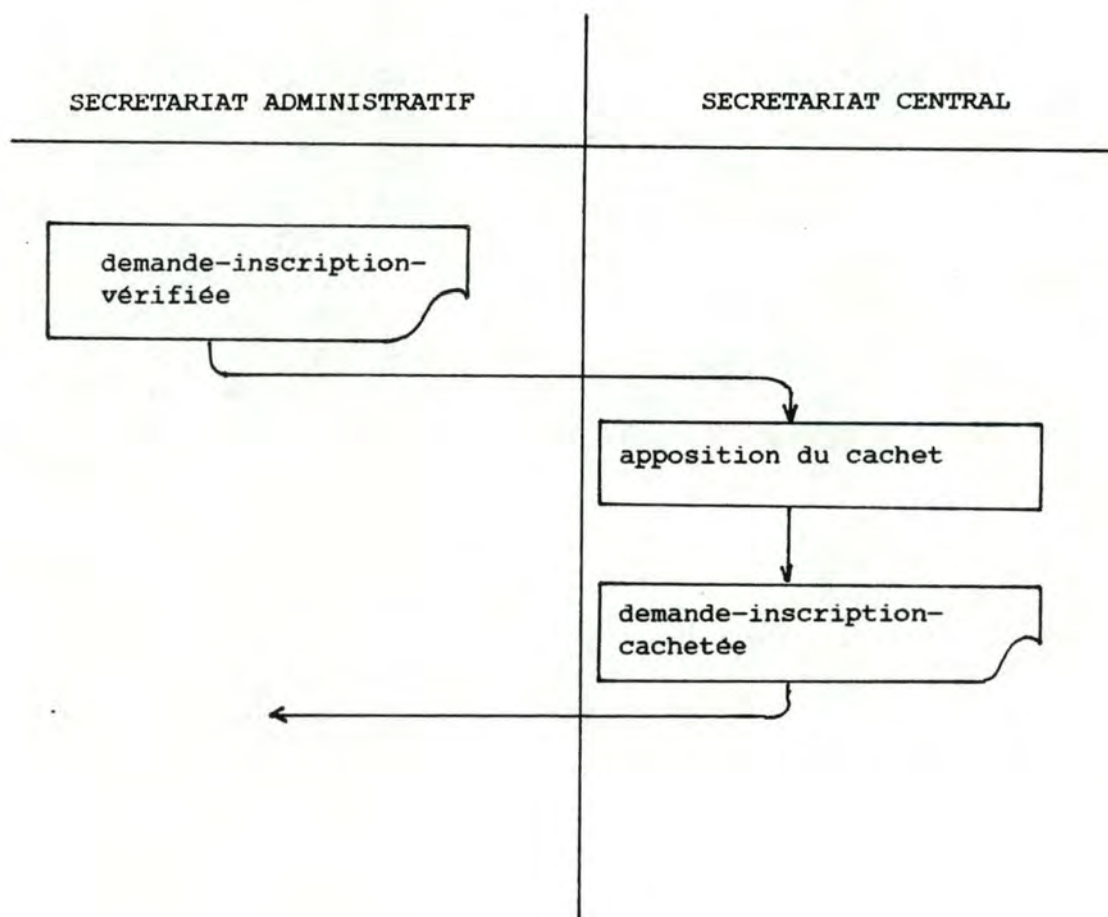 SECRETARIAT ADMINISTRATIF
SECRETARIAT CENTRAL
demande-inscription-
vérifiée
apposition du cachet
demande-inscription-
cachetée